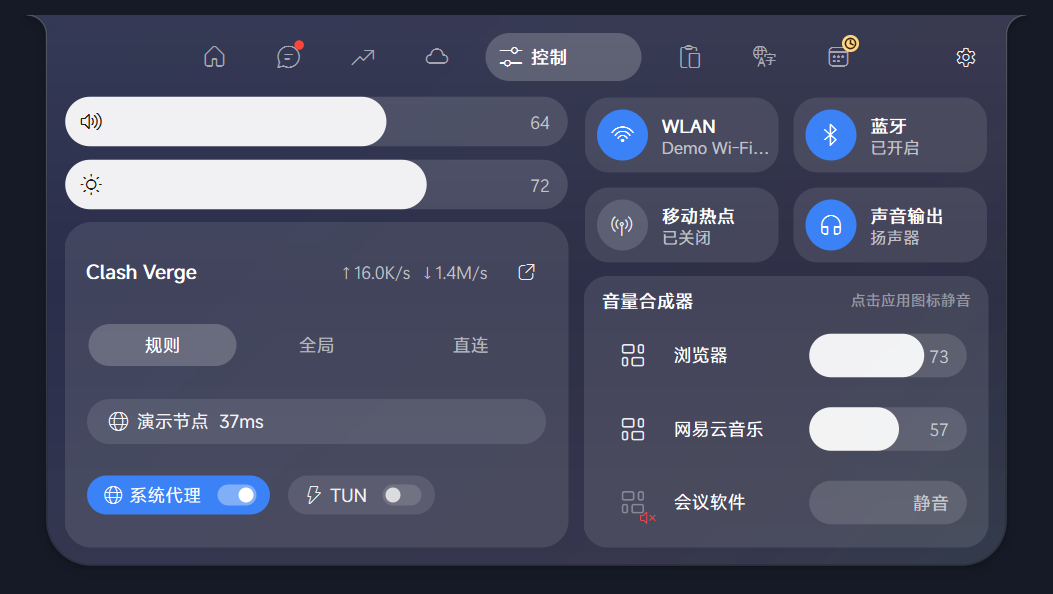 控制
64
72
WLAN
Demo Wi-Fi...
蓝牙
已开启
移动热点
已关闭
声音输出
扬声器
Clash Verge
↑16.0K/s ↓1.4M/s
规则 全局 直连
演示节点 37ms
系统代理
TUN
音量合成器
点击应用图标静音
浏览器
73
网易云音乐
57
会议软件
静音